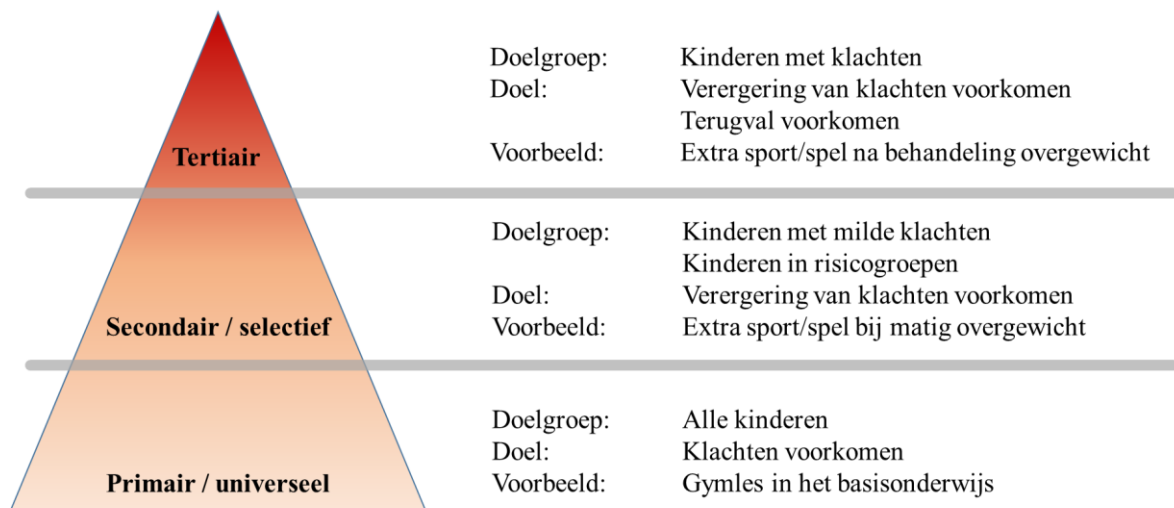 Doelgroep: Kinderen met klachten
Doel: Verergering van klachten voorkomen
Terugval voorkomen
Tertiair
Voorbeeld: Extra sport/spel na behandeling overgewicht
Doelgroep: Kinderen met milde klachten
Kinderen in risicogroepen
Doel: Verergering van klachten voorkomen
Secondair / selectief
Voorbeeld: Extra sport/spel bij matig overgewicht
Doelgroep: Alle kinderen
Doel: Klachten voorkomen
Primair / universeel
Voorbeeld: Gymles in het basisonderwijs